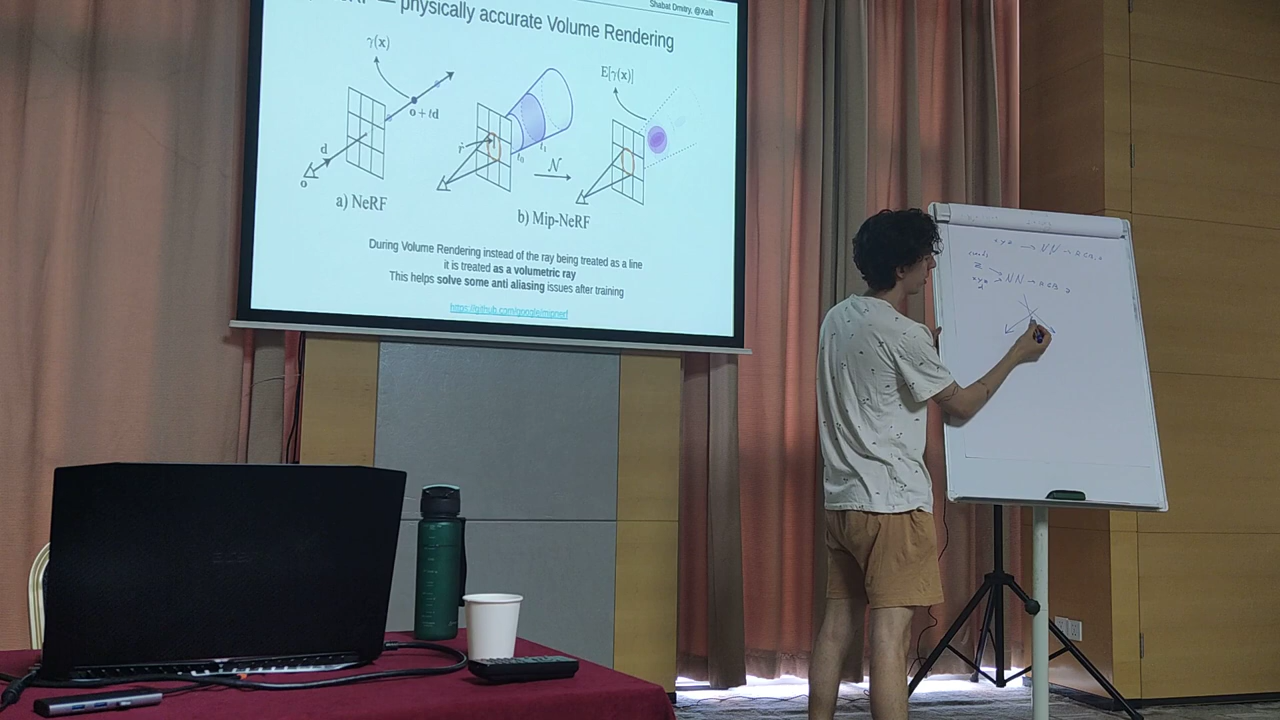 Shabat Dmitry, @Xallt
— physically accurate Volume Rendering
γ(x)
o + td
d
o
a) NeRF
ṙ
t₀
t₁
N
E[γ(x)]
b) Mip-NeRF
During Volume Rendering instead of the ray being treated as a line
it is treated as a volumetric ray
This helps solve some anti aliasing issues after training
https://github.com/google/mipnerf
→ NN →
→ NN →